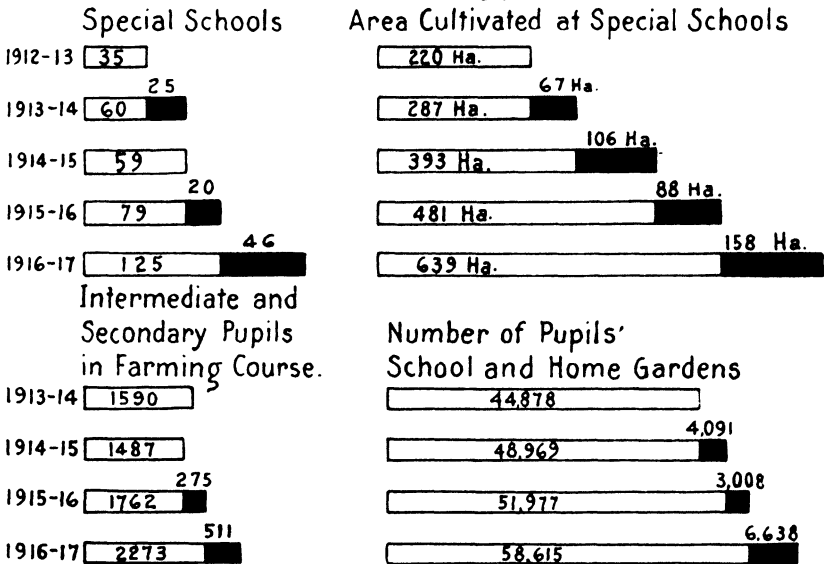 Special Schools
1912-13 35
25
1913-14 60
1914-15 59
20
1915-16 79
46
1916-17 125
Area Cultivated at Special Schools
220 Ha.
67 Ha.
287 Ha.
106 Ha.
393 Ha.
88 Ha.
481 Ha.
158 Ha.
639 Ha.
Intermediate and
Secondary Pupils
in Farming Course.
1913-14 1590
1914-15 1487
275
1915-16 1762
511
1916-17 2273
Number of Pupils'
School and Home Gardens
44,878
4,091
48,969
3,008
51,977
6,638
58,615